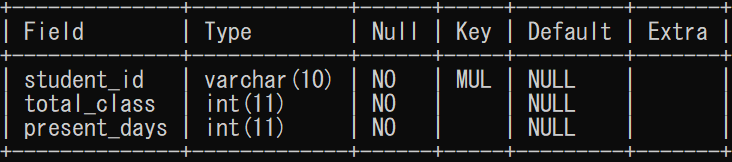 +--------------+-------------+------+-----+---------+-------+
| Field        | Type        | Null | Key | Default | Extra |
+--------------+-------------+------+-----+---------+-------+
| student_id   | varchar(10) | NO   | MUL | NULL    |       |
| total_class  | int(11)     | NO   |     | NULL    |       |
| present_days | int(11)     | NO   |     | NULL    |       |
+--------------+-------------+------+-----+---------+-------+